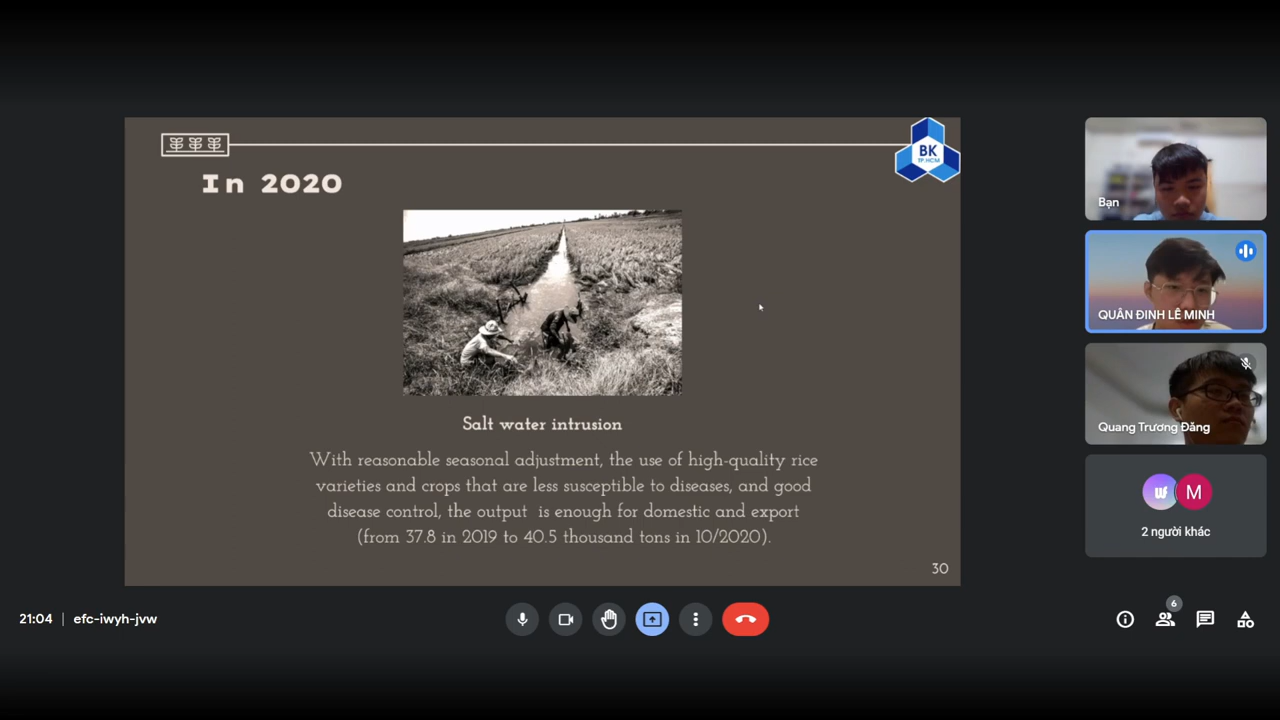 BK
TP.HCM
In 2020
Salt water intrusion
With reasonable seasonal adjustment, the use of high-quality rice
varieties and crops that are less susceptible to diseases, and good
disease control, the output is enough for domestic and export
(from 37.8 in 2019 to 40.5 thousand tons in 10/2020).
30
Bạn
QUÂN ĐINH LÊ MINH
Quang Trương Đăng
M
2 người khác
21:04 | efc-iwyh-jvw
6